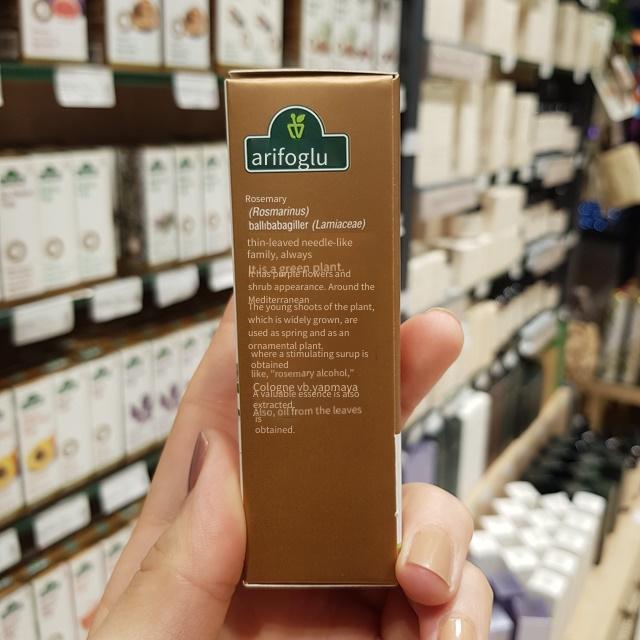 arifoglu
Rosemary
(Rosmarinus)
ballıbabagiller (Lamiaceae)
thin-leaved needle-like
family, always
It is a green plant
It has purple flowers and
shrub appearance. Around the
Mediterranean
The young shoots of the plant,
which is widely grown, are
used as spring and as an
ornamental plant.
where a stimulating surup is
obtained
like, "rosemary alcohol,"
Cologne vb.yapmaya
A valuable essence is also
extracted.
Also, oil from the leaves
is
obtained.